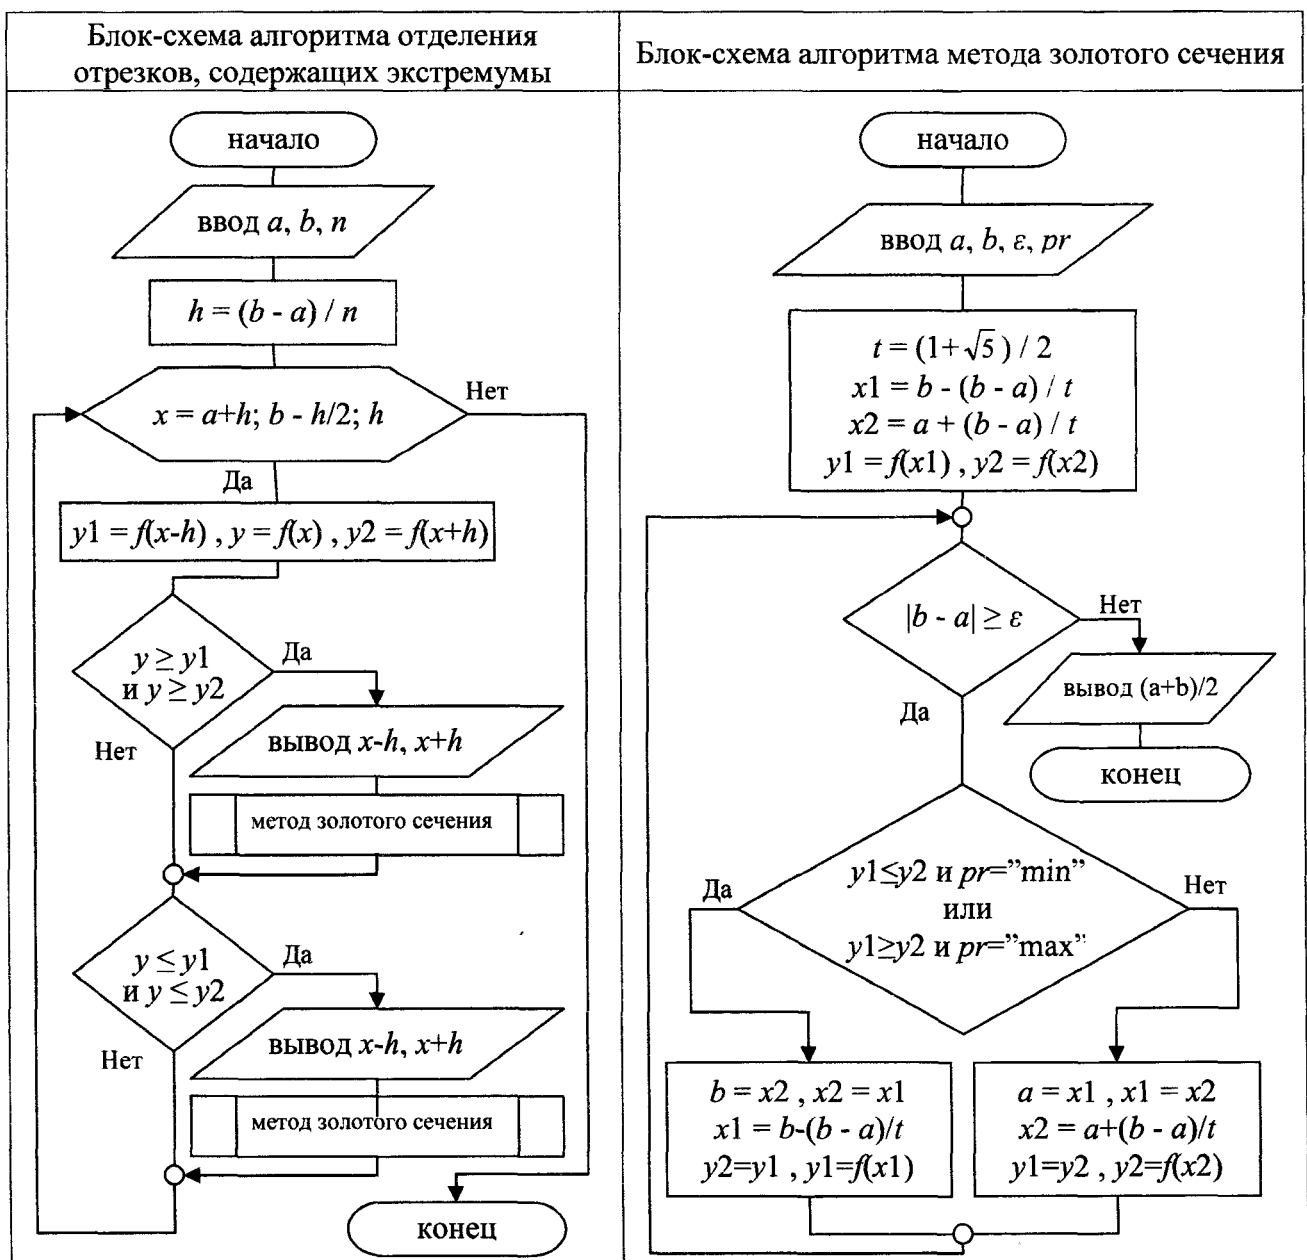 Блок-схема алгоритма отделения
отрезков, содержащих экстремумы
начало
ввод a, b, n
h = (b - a) / n
x = a+h; b - h/2; h
Нет
Да
y1 = f(x-h) , y = f(x) , y2 = f(x+h)
y ≥ y1
и y ≥ y2
Да
Нет
вывод x-h, x+h
метод золотого сечения
y ≤ y1
и y ≤ y2
Да
Нет
вывод x-h, x+h
метод золотого сечения
конец
Блок-схема алгоритма метода золотого сечения
начало
ввод a, b, ε, pr
t = (1+√5) / 2
x1 = b - (b - a) / t
x2 = a + (b - a) / t
y1 = f(x1) , y2 = f(x2)
|b - a| ≥ ε
Нет
вывод (a+b)/2
конец
Да
y1≤y2 и pr=”min”
или
y1≥y2 и pr=”max”
Да
Нет
b = x2 , x2 = x1
x1 = b-(b - a)/t
y2=y1 , y1=f(x1)
a = x1 , x1 = x2
x2 = a+(b - a)/t
y1=y2 , y2=f(x2)